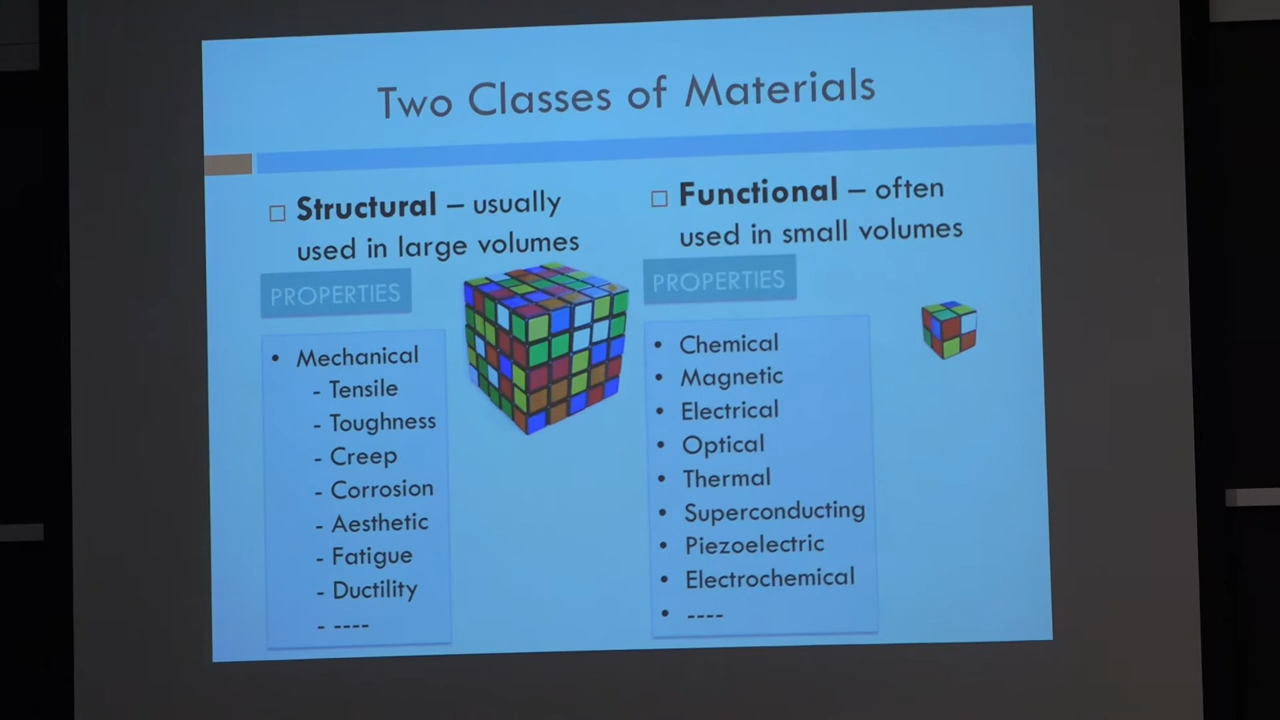 Two Classes of Materials
Structural – usually
used in large volumes
PROPERTIES
• Mechanical
- Tensile
- Toughness
- Creep
- Corrosion
- Aesthetic
- Fatigue
- Ductility
- ----
Functional – often
used in small volumes
PROPERTIES
• Chemical
• Magnetic
• Electrical
• Optical
• Thermal
• Superconducting
• Piezoelectric
• Electrochemical
• ----